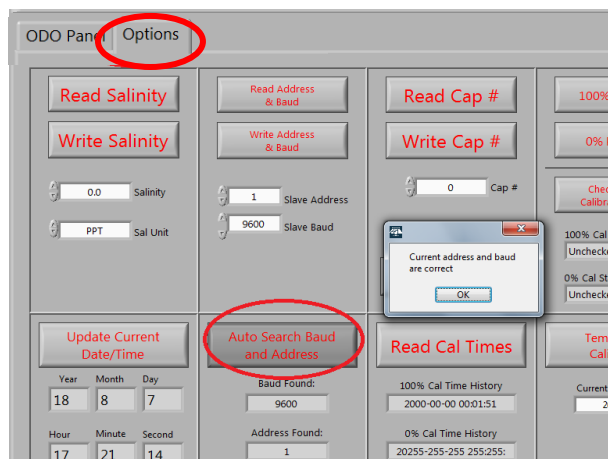 ODO Panel
Options
Read Salinity
Write Salinity
0.0
Salinity
PPT
Sal Unit
Read Address
& Baud
Write Address
& Baud
1
Slave Address
9600
Slave Baud
Read Cap #
Write Cap #
0
Cap #
Current address and baud
are correct
OK
100%
0%
100% Cal
Unchecke
0% Cal St
Unchecke
Update Current
Date/Time
Year
Month
Day
18
8
7
Hour
Minute
Second
17
21
14
Auto Search Baud
and Address
Baud Found:
9600
Address Found:
1
Read Cal Times
100% Cal Time History
2000-00-00 00:01:51
0% Cal Time History
20255-255-255 255:255:
Tem
Cali
Current
2